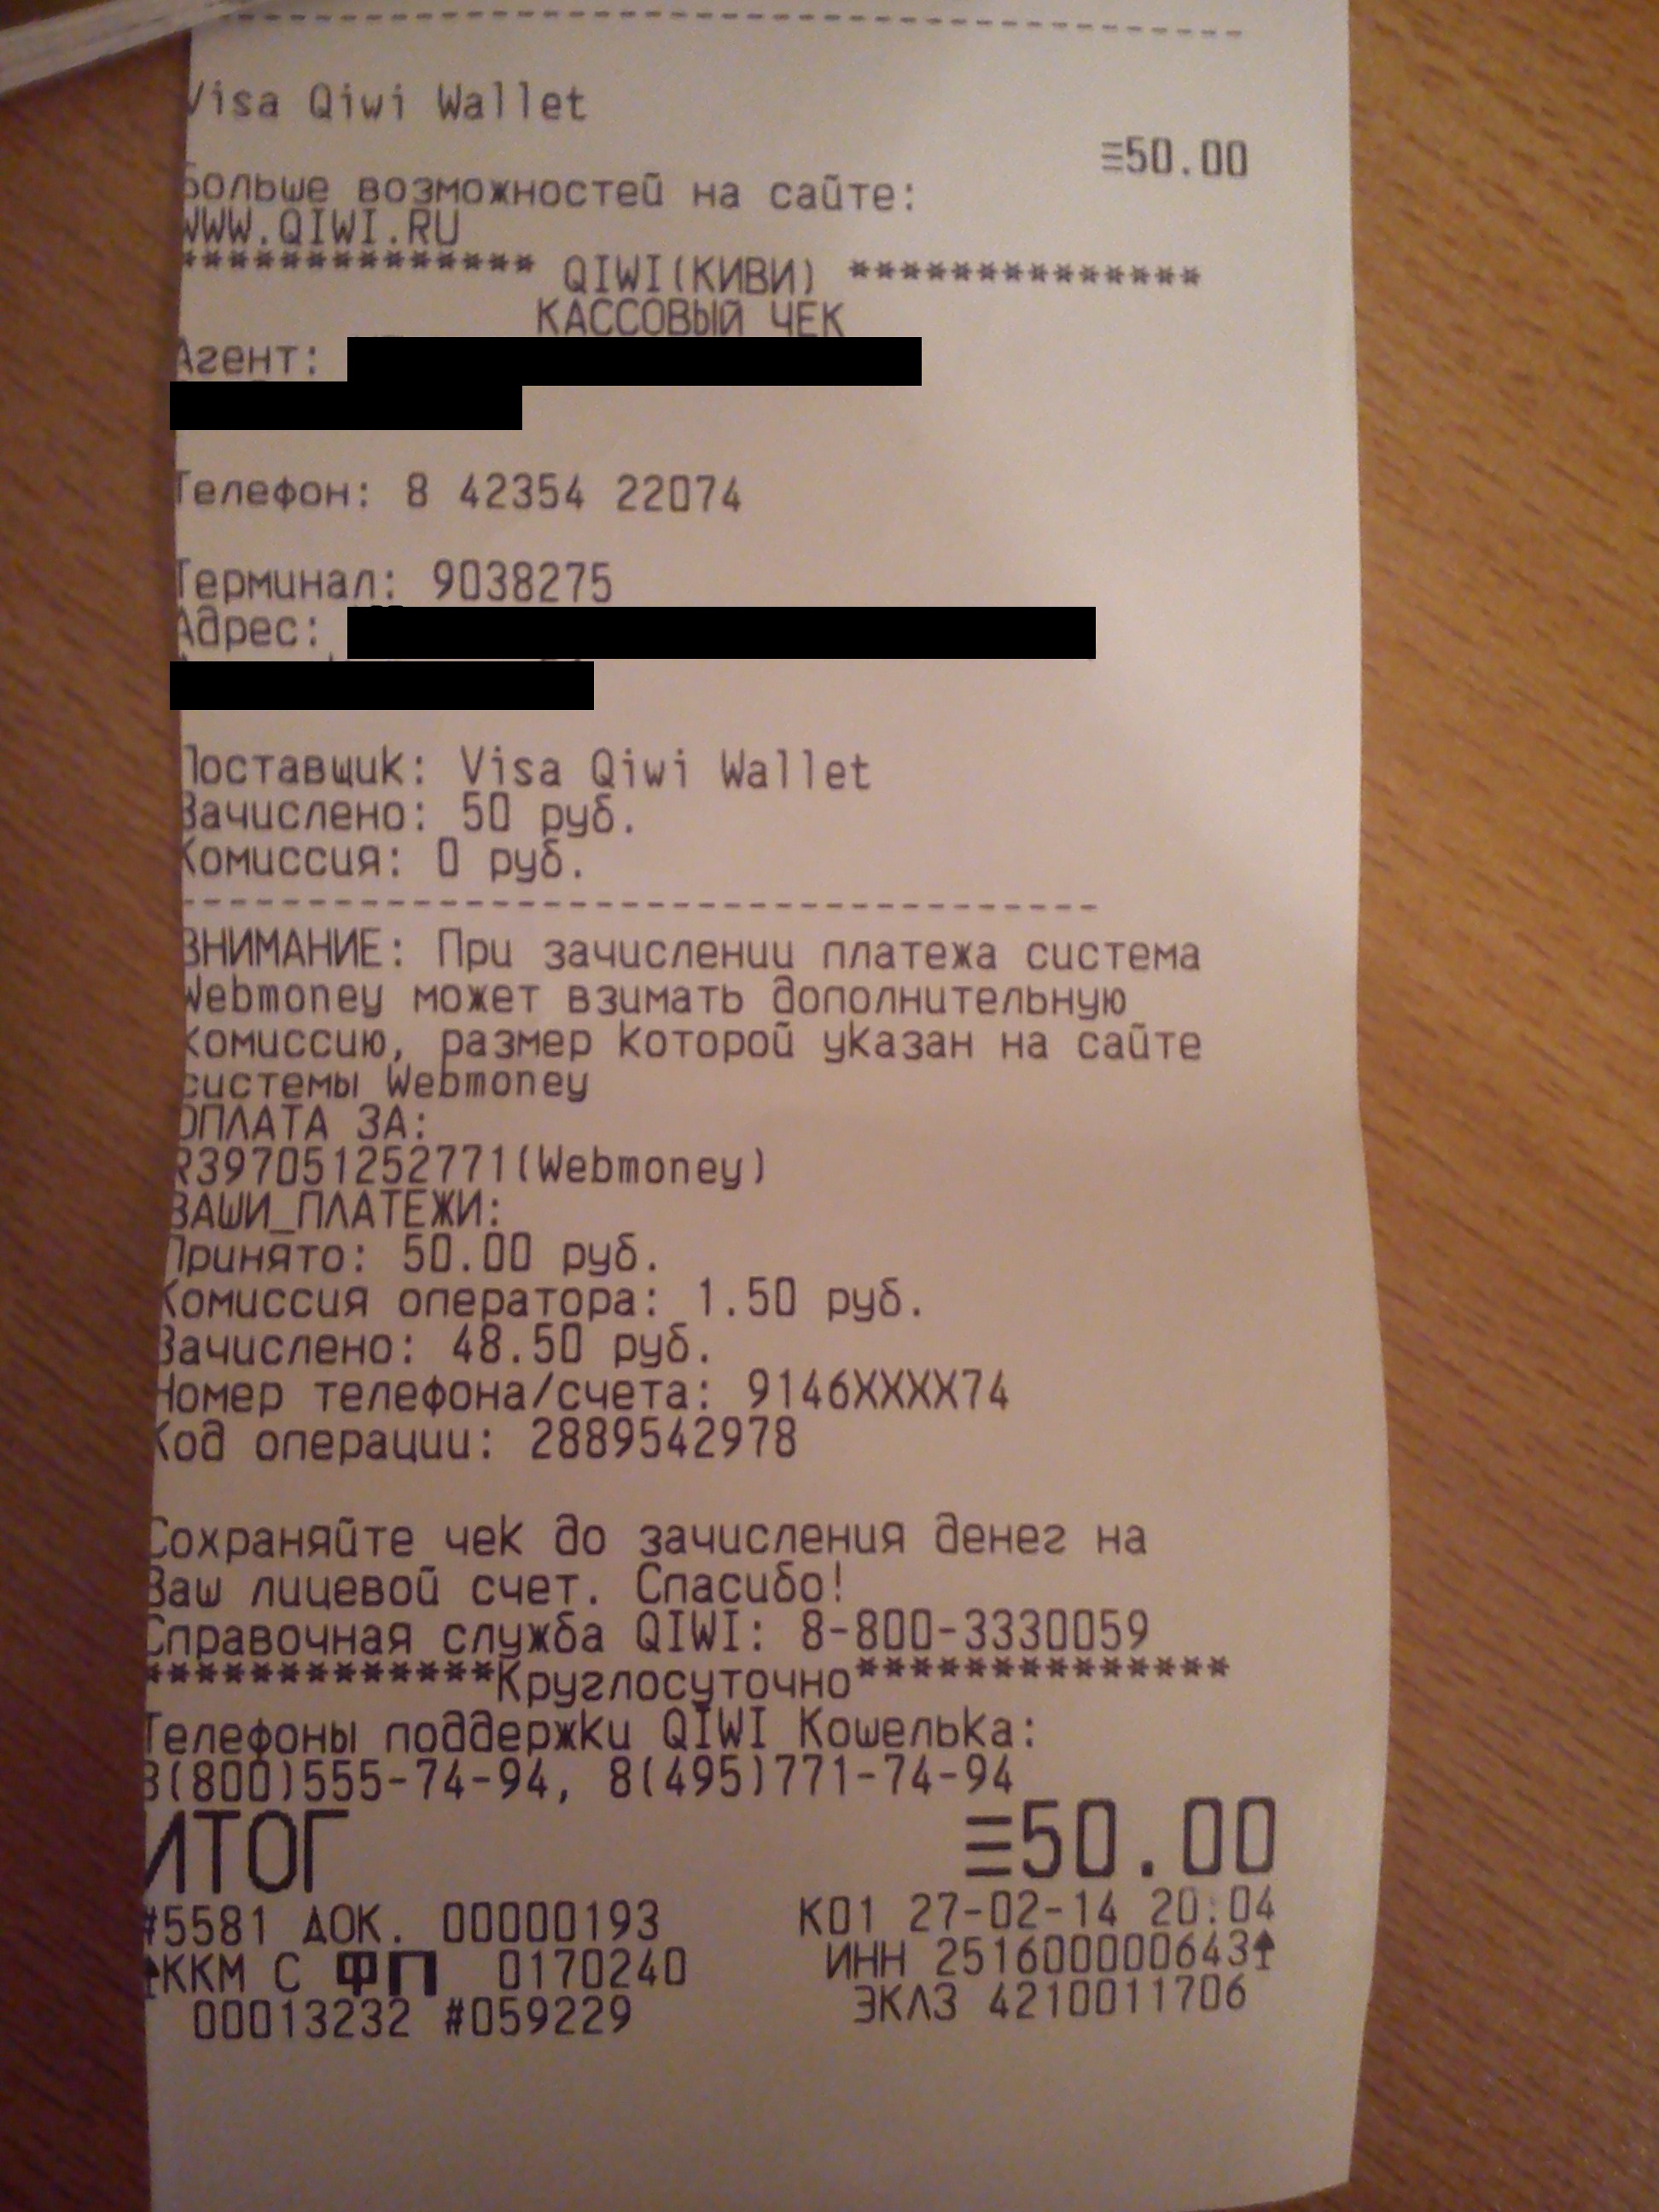 Visa Qiwi Wallet
≡50.00
Больше возможностей на сайте:
WWW.QIWI.RU
************** QIWI(КИВИ) **************
КАССОВЫЙ ЧЕК
Агент:
Телефон: 8 42354 22074
Терминал: 9038275
Адрес:
Поставщик: Visa Qiwi Wallet
Зачислено: 50 руб.
Комиссия: 0 руб.
ВНИМАНИЕ: При зачислении платежа система
Webmoney может взимать дополнительную
комиссию, размер которой указан на сайте
системы Webmoney
ОПЛАТА ЗА:
R397051252771(Webmoney)
ВАШИ_ПЛАТЕЖИ:
Принято: 50.00 руб.
Комиссия оператора: 1.50 руб.
Зачислено: 48.50 руб.
Номер телефона/счета: 9146XXXX74
Код операции: 2889542978
Сохраняйте чек до зачисления денег на
Ваш лицевой счет. Спасибо!
Справочная служба QIWI: 8-800-3330059
*************Круглосуточно**************
Телефоны поддержки QIWI Кошелька:
8(800)555-74-94, 8(495)771-74-94
ИТОГ ≡50.00
#5581 ДОК. 00000193 К01 27-02-14 20:04
ККМ С ФП 0170240 ИНН 251600000643
00013232 #059229 ЭКЛЗ 4210011706